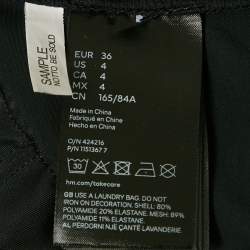 SAMPLE
NOT TO BE SOLD
EUR 36
US 4
CA 4
MX 4
CN 165/84A
Made in China
Fabriqué en Chine
Hecho en China
O/N 424216
P/N 1151367 7
30
hm.com/takecare
GB USE A LAUNDRY BAG. DO NOT
IRON ON DECORATION. SHELL: 80%
POLYAMIDE 20% ELASTANE. MESH: 89%
POLYAMIDE 11% ELASTANE.
AL PËRDORNI NJË ÇANTË LAVANDERIE